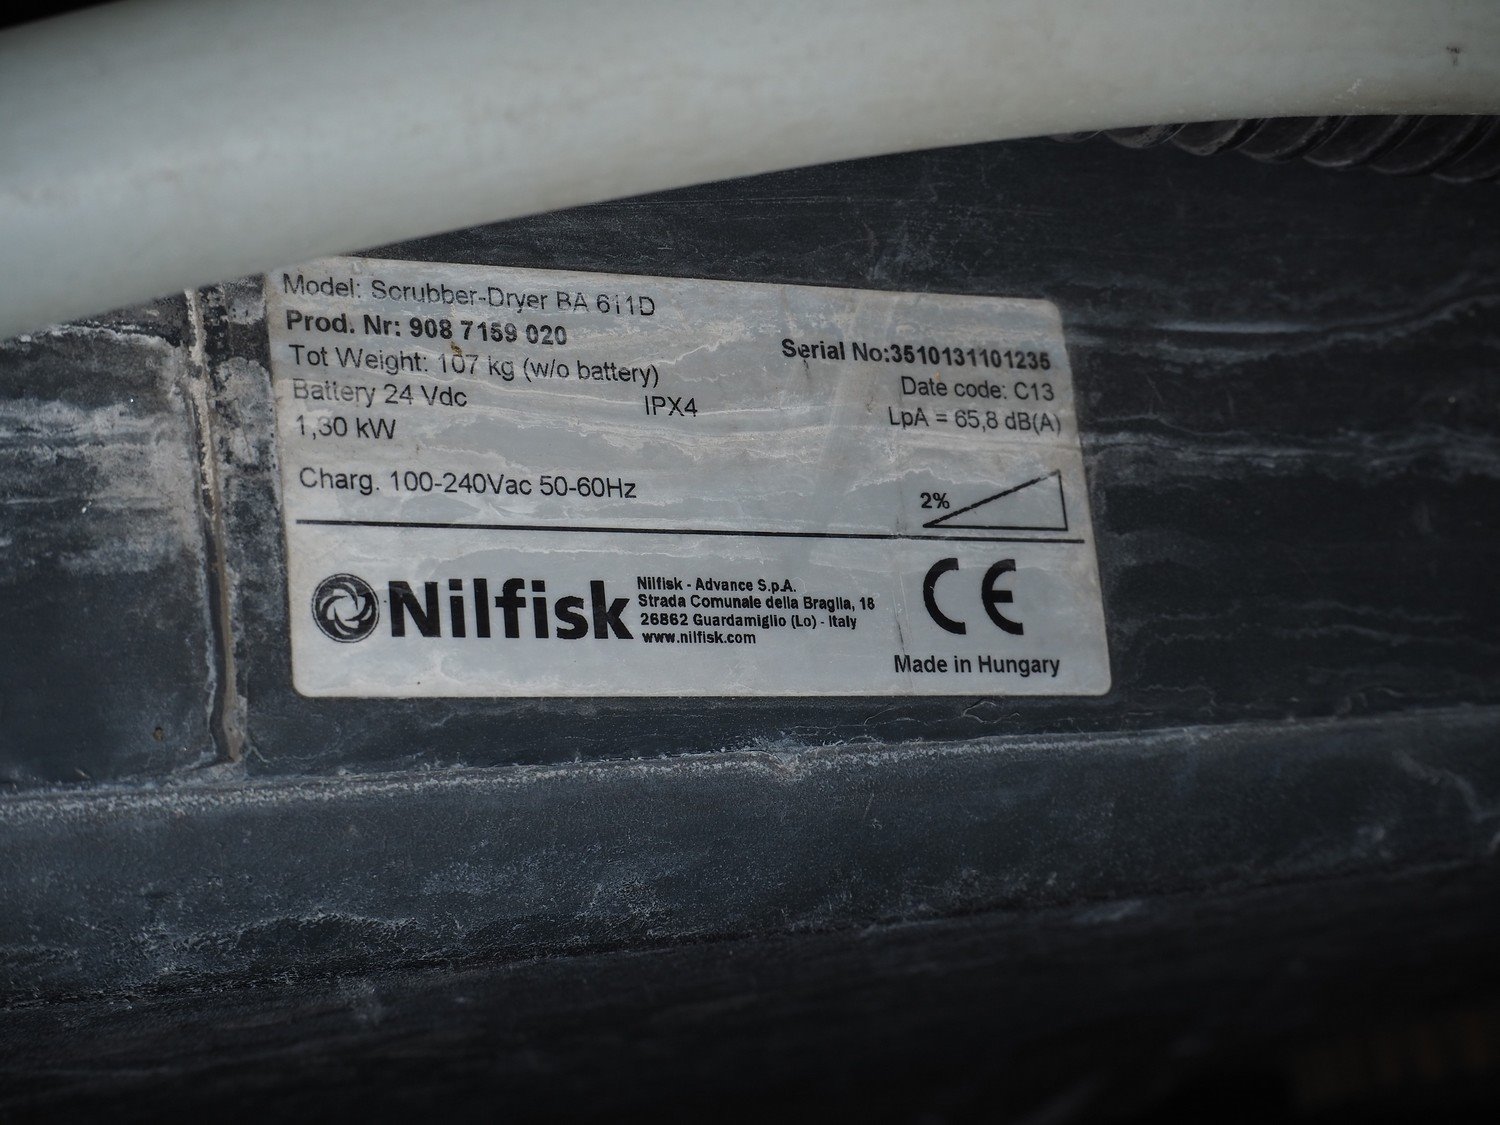 Model: Scrubber-Dryer BA 611D
Prod. Nr: 908 7159 020
Serial No:3510131101235
Tot Weight: 107 kg (w/o battery)
Date code: C13
Battery 24 Vdc
IPX4
LpA = 65,8 dB(A)
1,30 kW
Charg. 100-240Vac 50-60Hz
2%
Nilfisk
Nilfisk - Advance S.p.A.
Strada Comunale della Braglia, 18
26862 Guardamiglio (Lo) - Italy
www.nilfisk.com
CE
Made in Hungary